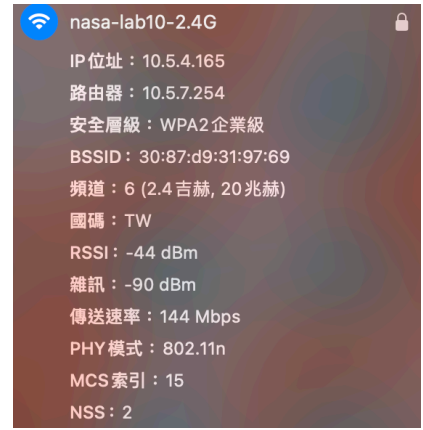 nasa-lab10-2.4G
IP位址：10.5.4.165
路由器：10.5.7.254
安全層級：WPA2企業級
BSSID：30:87:d9:31:97:69
頻道：6 (2.4吉赫, 20兆赫)
國碼：TW
RSSI：-44 dBm
雜訊：-90 dBm
傳送速率：144 Mbps
PHY模式：802.11n
MCS索引：15
NSS：2